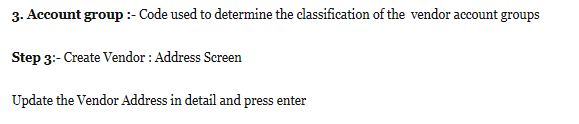 3. Account group :- Code used to determine the classification of the vendor account groups
Step 3:- Create Vendor : Address Screen
Update the Vendor Address in detail and press enter